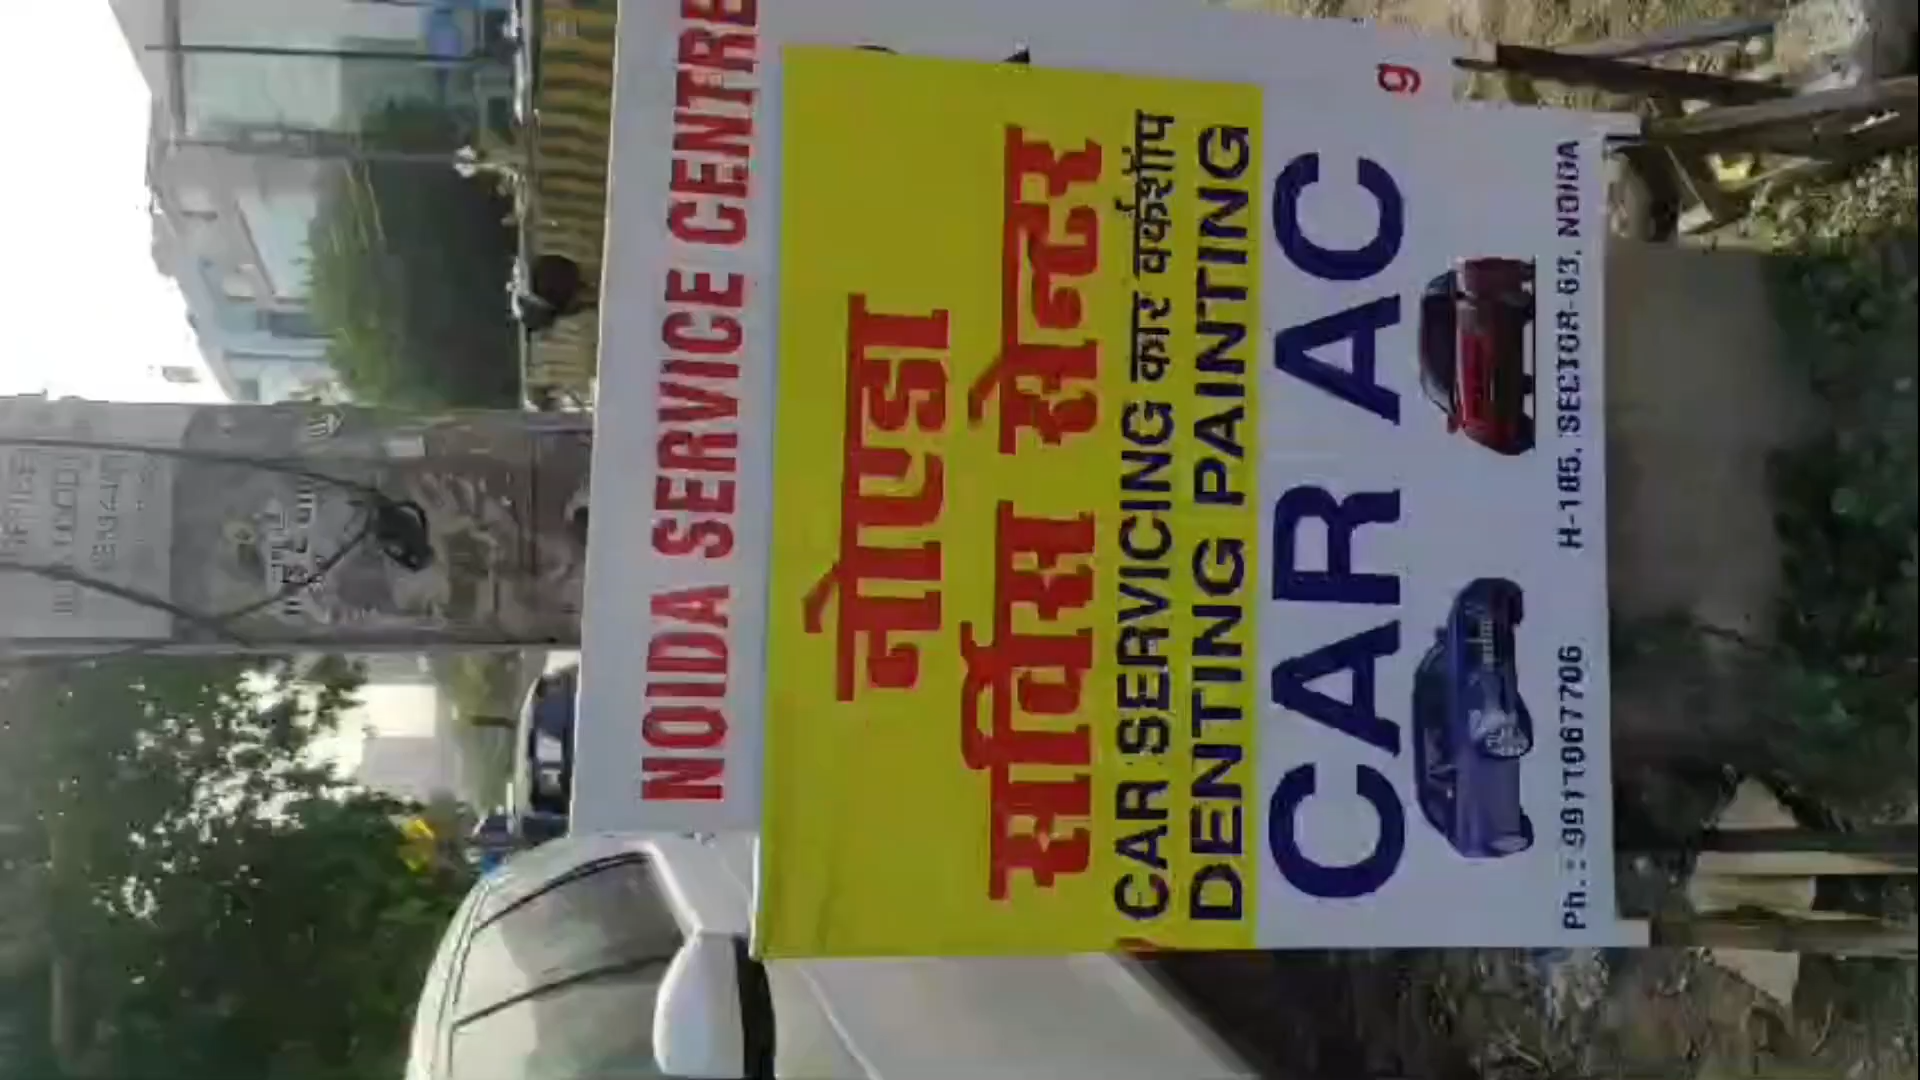 NOIDA SERVICE CENTRE
नोएडा
सर्विस सेन्टर
CAR SERVICING कार वर्कशॉप
DENTING PAINTING
CAR AC
g
Ph. : 9911067706 H-185, SECTOR-63, NOIDA